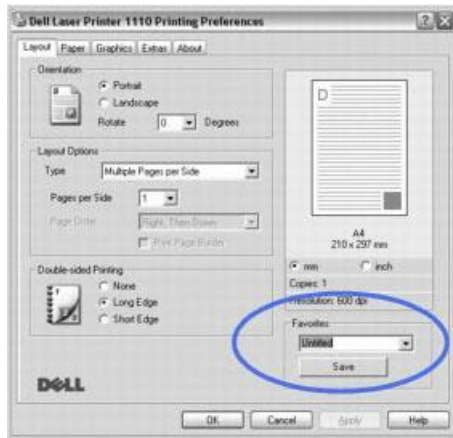 Dell Laser Printer 1110 Printing Preferences
Layout Paper Graphics Extras About
Orientation
Portrait
Landscape
Rotate 0 Degrees
Layout Options
Type Multiple Pages per Side
Pages per Side 1
Page Order Right, Then Down
Print Page Border
Double-sided Printing
None
Long Edge
Short Edge
D
A4
210 x 297 mm
mm inch
Copies: 1
Resolution: 600 dpi
Favorites
Untitled
Save
DELL
OK Cancel Apply Help